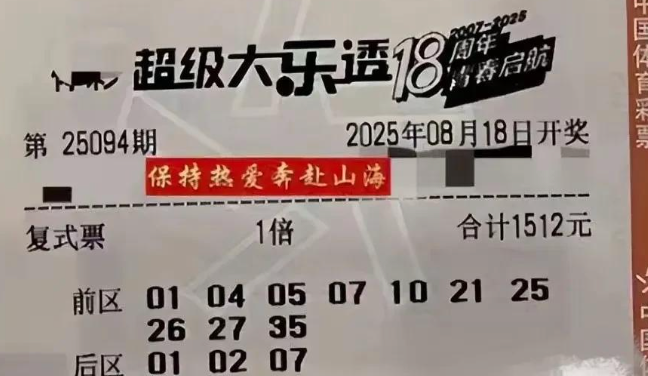 超级大乐透 18 2007-2025
周年
青春启航
第 25094期 2025年08月18日开奖
保持热爱奔赴山海
复式票 1倍 合计1512元
前区 01 04 05 07 10 21 25
26 27 35
后区 01 02 07
中国体育彩票
中国体